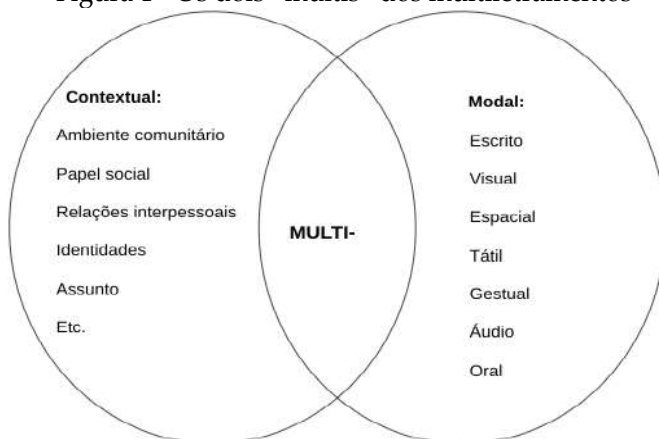 Figura 1 - Os dois "multis" dos multiletramentos
Contextual:
Ambiente comunitário
Papel social
Relações interpessoais
Identidades
Assunto
Etc.
MULTI-
Modal:
Escrito
Visual
Espacial
Tátil
Gestual
Áudio
Oral